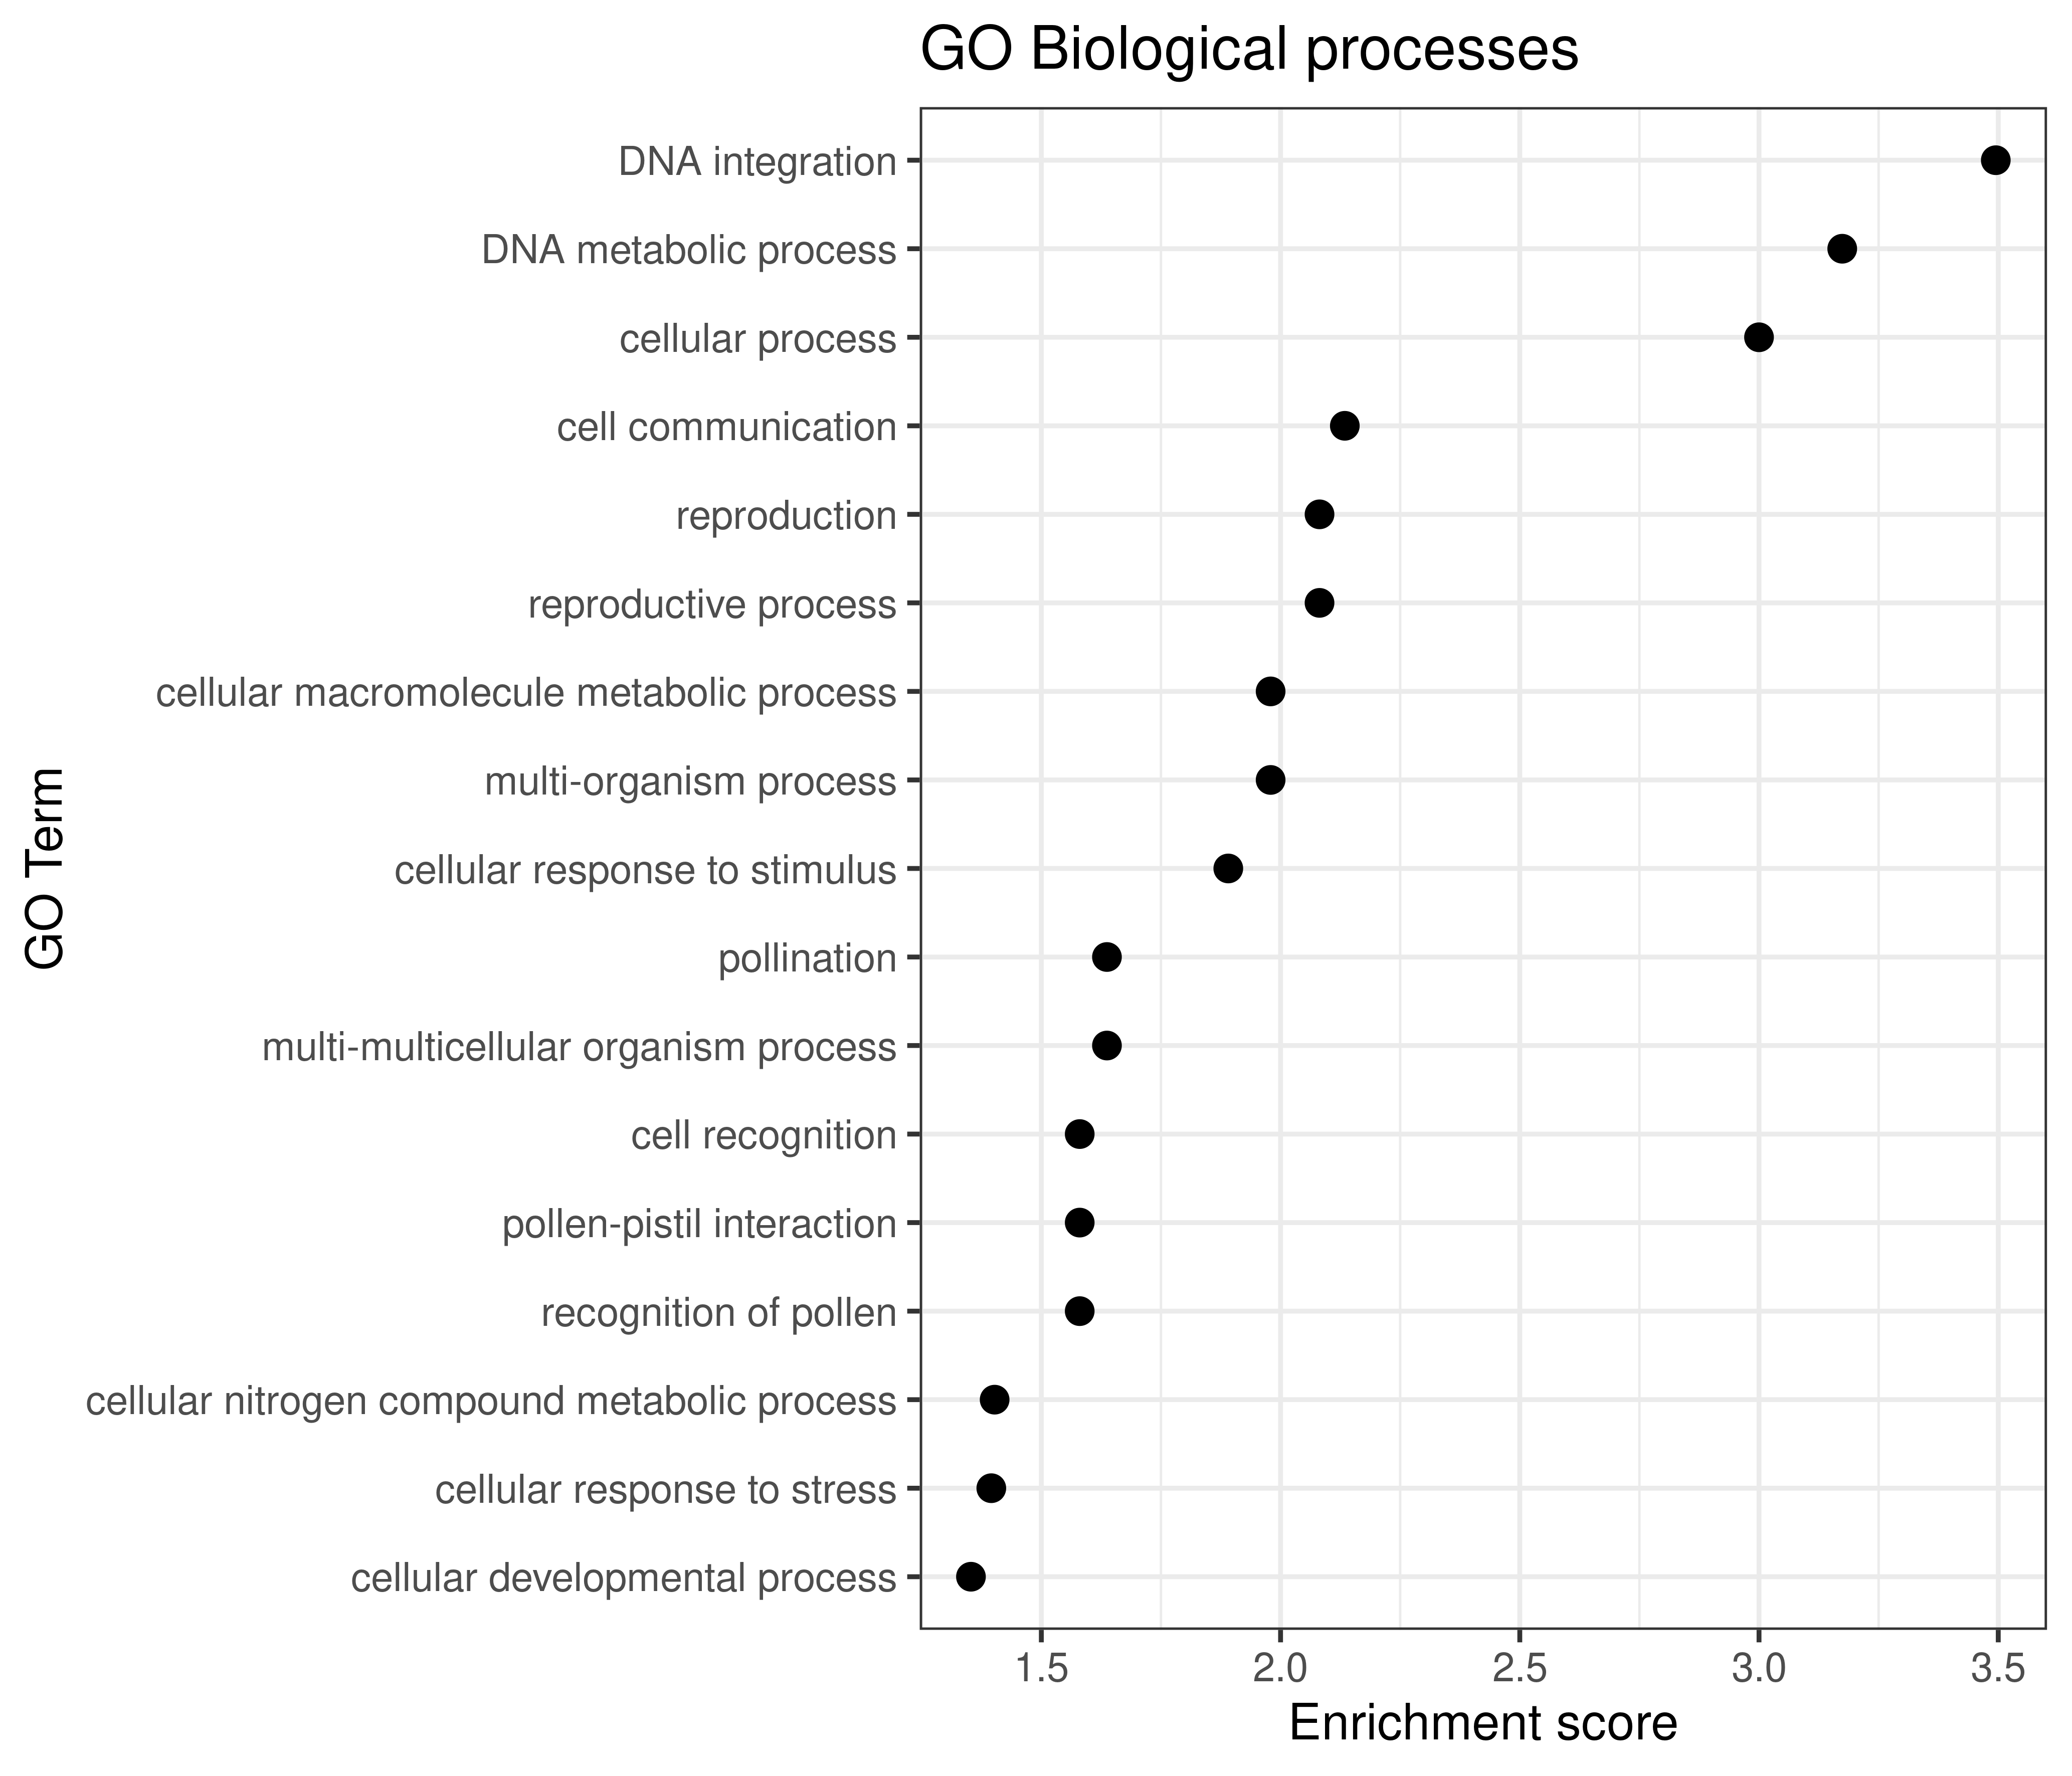 GO Biological processes
DNA integration
DNA metabolic process
cellular process
cell communication
reproduction
reproductive process
cellular macromolecule metabolic process
multi-organism process
cellular response to stimulus
pollination
multi-multicellular organism process
cell recognition
pollen-pistil interaction
recognition of pollen
cellular nitrogen compound metabolic process
cellular response to stress
cellular developmental process
GO Term
1.5 2.0 2.5 3.0 3.5
Enrichment score